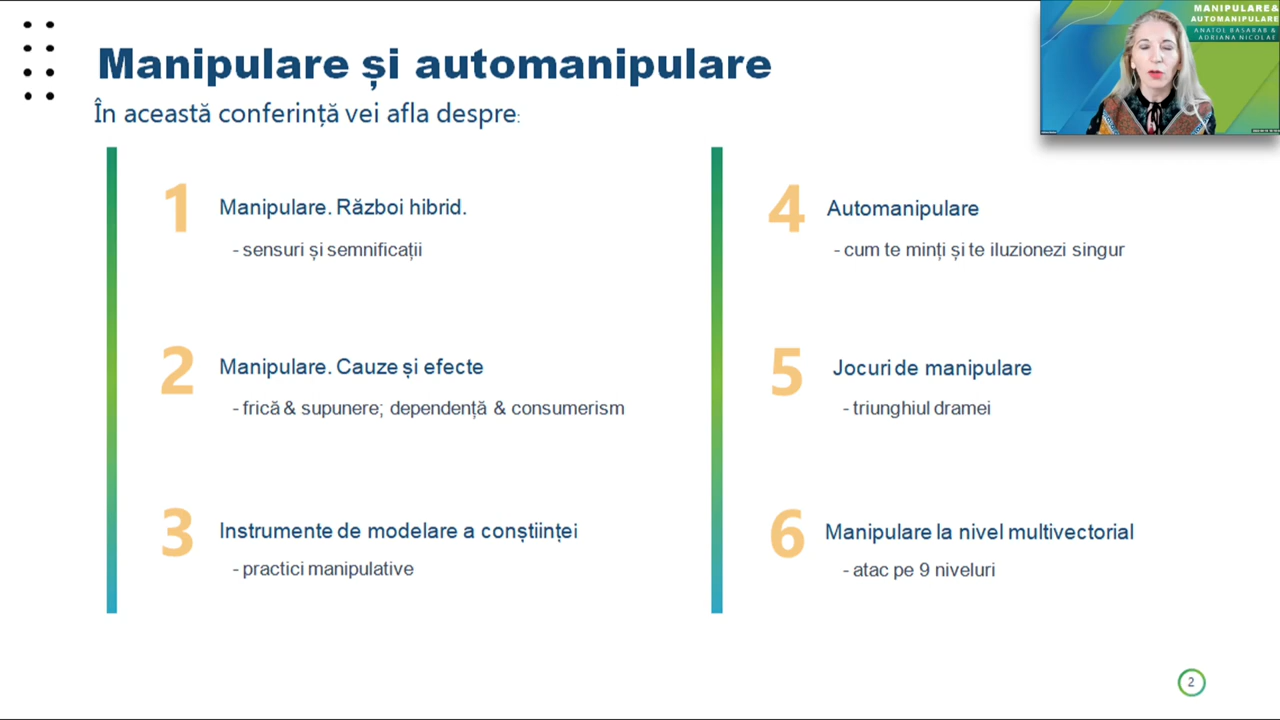 Manipulare și automanipulare
În această conferință vei afla despre:
1
Manipulare. Război hibrid.
- sensuri și semnificații
2
Manipulare. Cauze și efecte
- frică & supunere; dependență & consumerism
3
Instrumente de modelare a conștiinței
- practici manipulative
4
Automanipulare
- cum te minți și te iluzionezi singur
5
Jocuri de manipulare
- triunghiul dramei
6
Manipulare la nivel multivectorial
- atac pe 9 niveluri
MANIPULARE&
AUTOMANIPULARE
ANATOL BASARAB &
ADRIANA NICOLAE
2